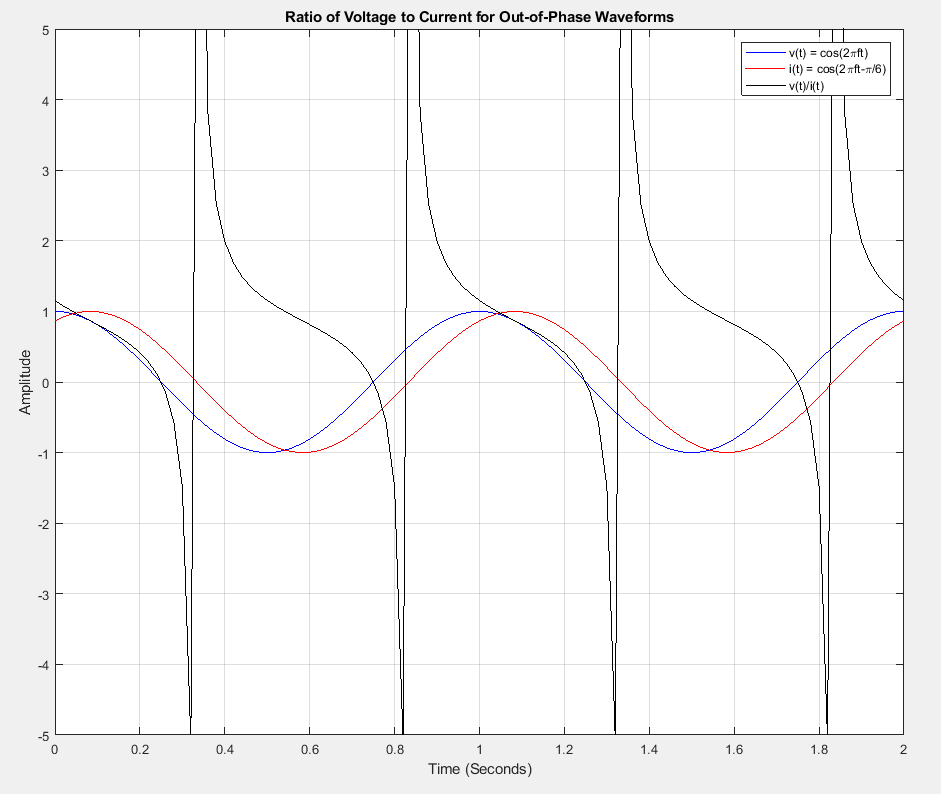 Ratio of Voltage to Current for Out-of-Phase Waveforms
v(t) = cos(2πft)
i(t) = cos(2πft-π/6)
v(t)/i(t)
5
4
3
2
1
0
-1
-2
-3
-4
-5
Amplitude
0 0.2 0.4 0.6 0.8 1 1.2 1.4 1.6 1.8 2
Time (Seconds)